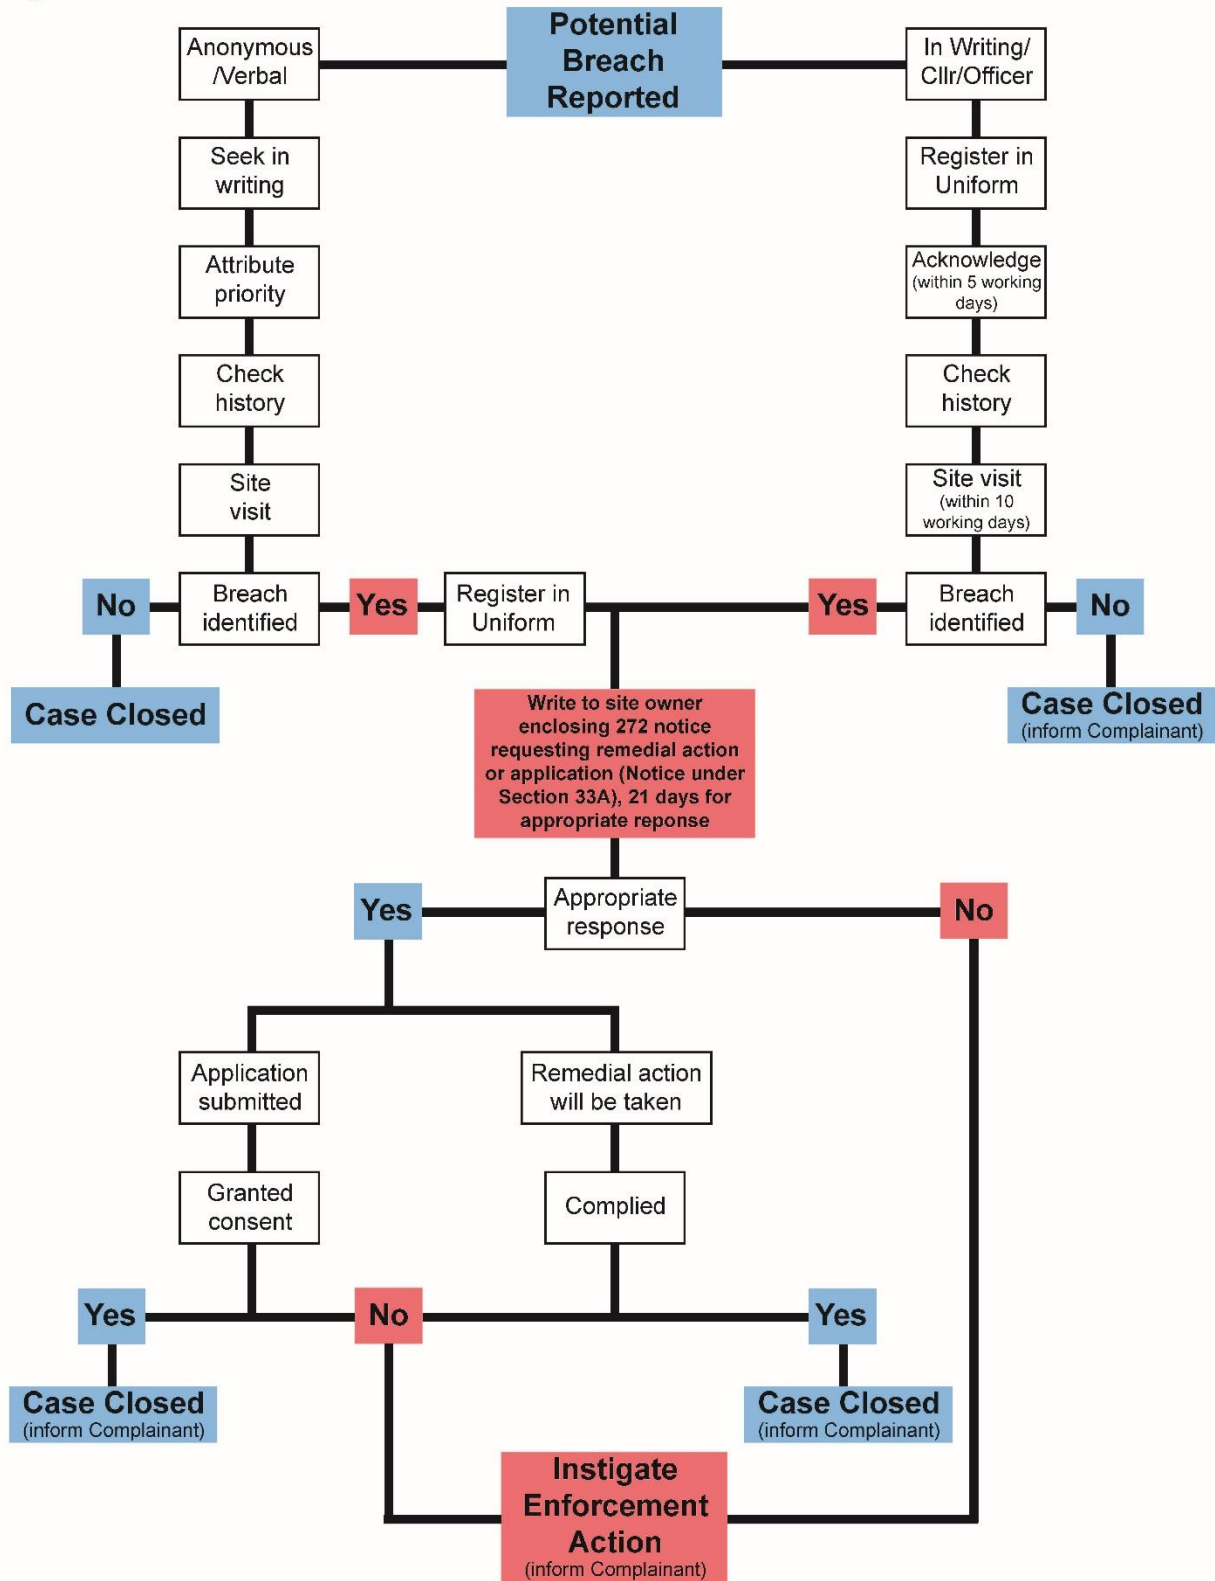 Potential
Breach
Reported
Anonymous
/Verbal
In Writing/
Cllr/Officer
Seek in
writing
Register in
Uniform
Attribute
priority
Acknowledge
(within 5 working
days)
Check
history
Check
history
Site
visit
Site visit
(within 10
working days)
No
Breach
identified
Yes
Register in
Uniform
Yes
Breach
identified
No
Case Closed
Write to site owner
enclosing 272 notice
requesting remedial action
or application (Notice under
Section 33A), 21 days for
appropriate reponse
Case Closed
(inform Complainant)
Yes
Appropriate
response
No
Application
submitted
Remedial action
will be taken
Granted
consent
Complied
Yes
No
Yes
Case Closed
(inform Complainant)
Case Closed
(inform Complainant)
Instigate
Enforcement
Action
(inform Complainant)